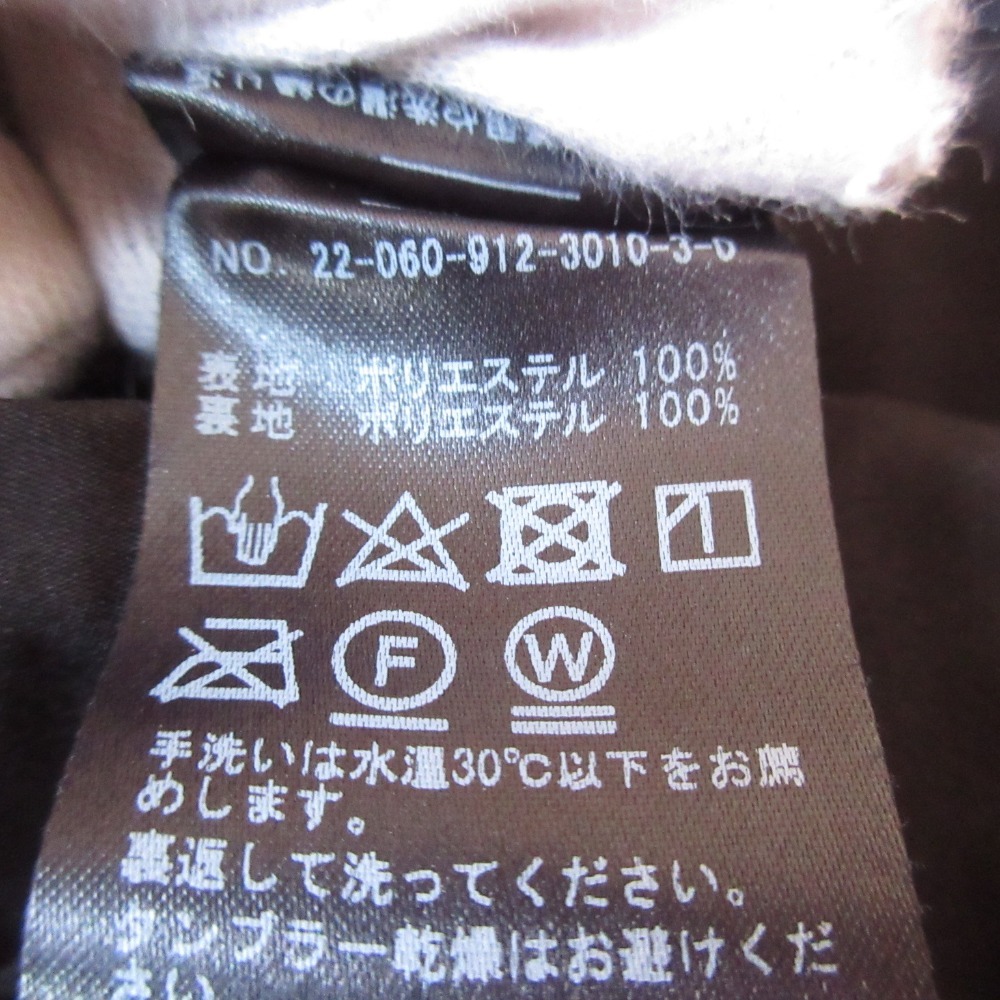 NO. 22-060-912-3010-3-6
表地 ポリエステル 100%
裏地 ポリエステル 100%
F
W
手洗いは水温30℃以下をお薦
めします。
裏返して洗ってください。
タンブラー乾燥はお避けくだ
さい